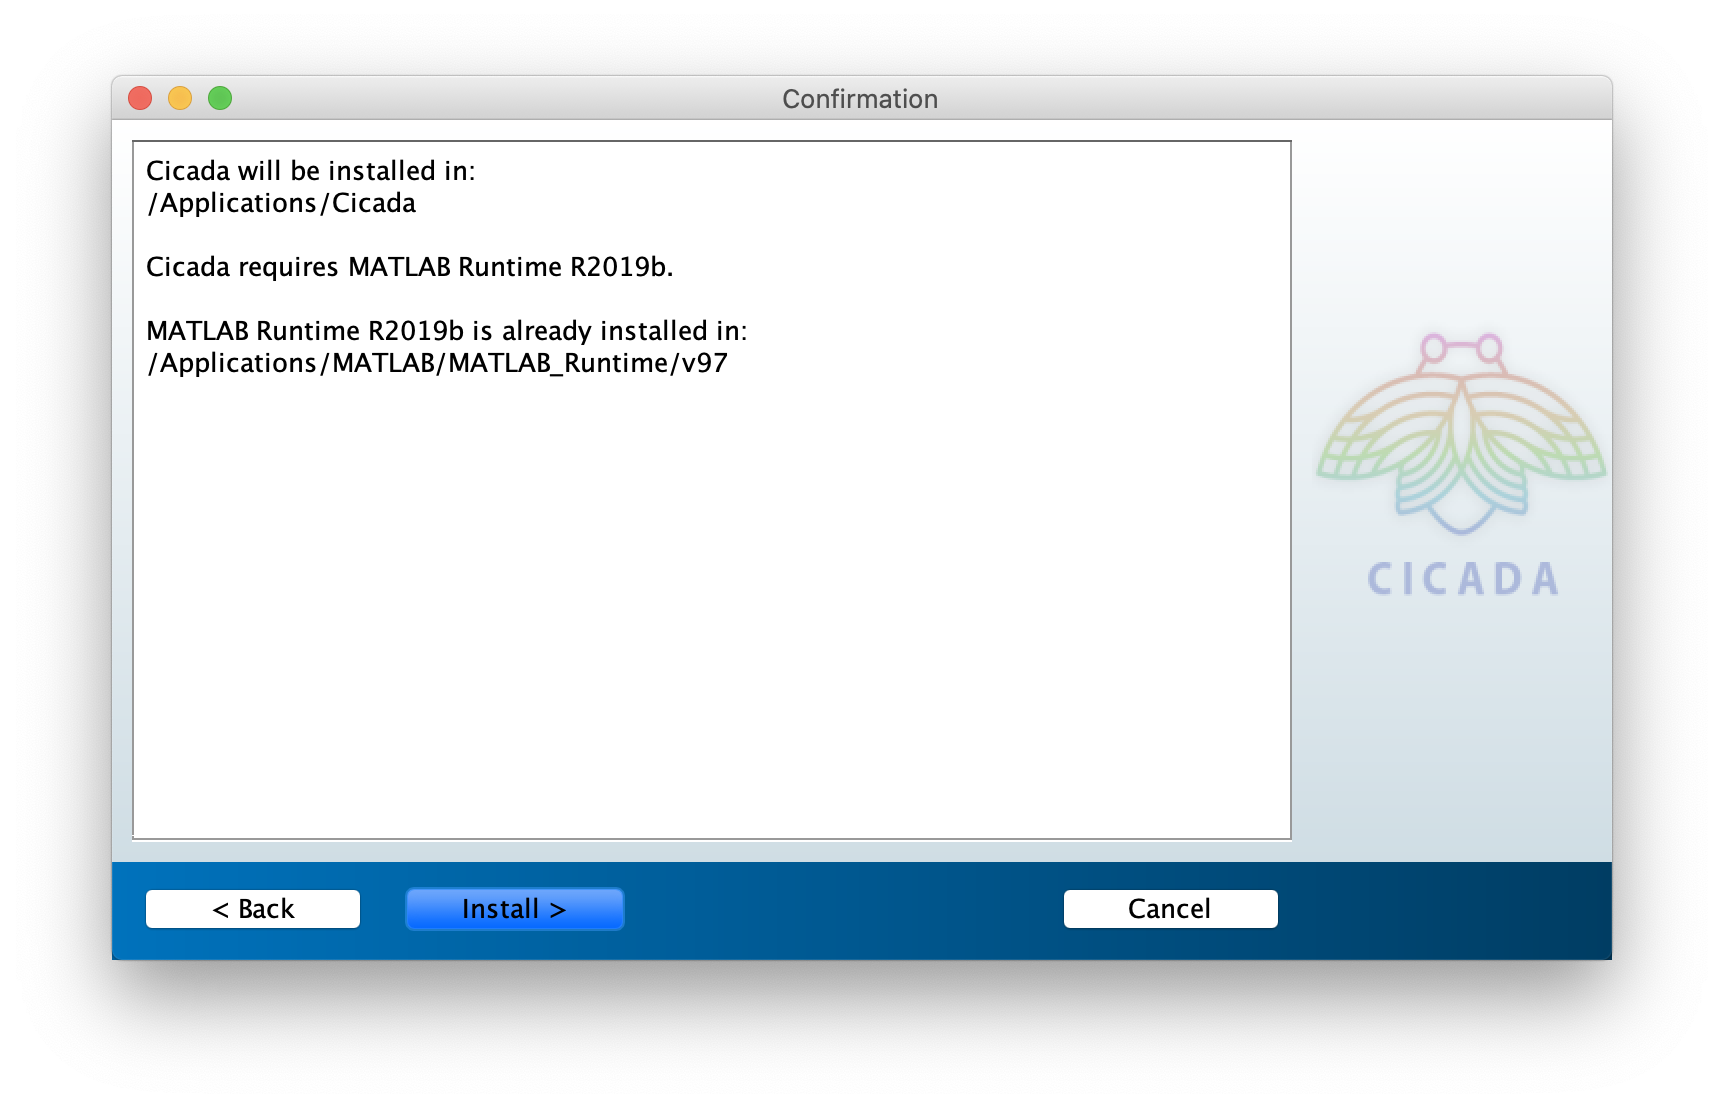 Confirmation
Cicada will be installed in:
/Applications/Cicada
Cicada requires MATLAB Runtime R2019b.
MATLAB Runtime R2019b is already installed in:
/Applications/MATLAB/MATLAB_Runtime/v97
CICADA
< Back
Install >
Cancel